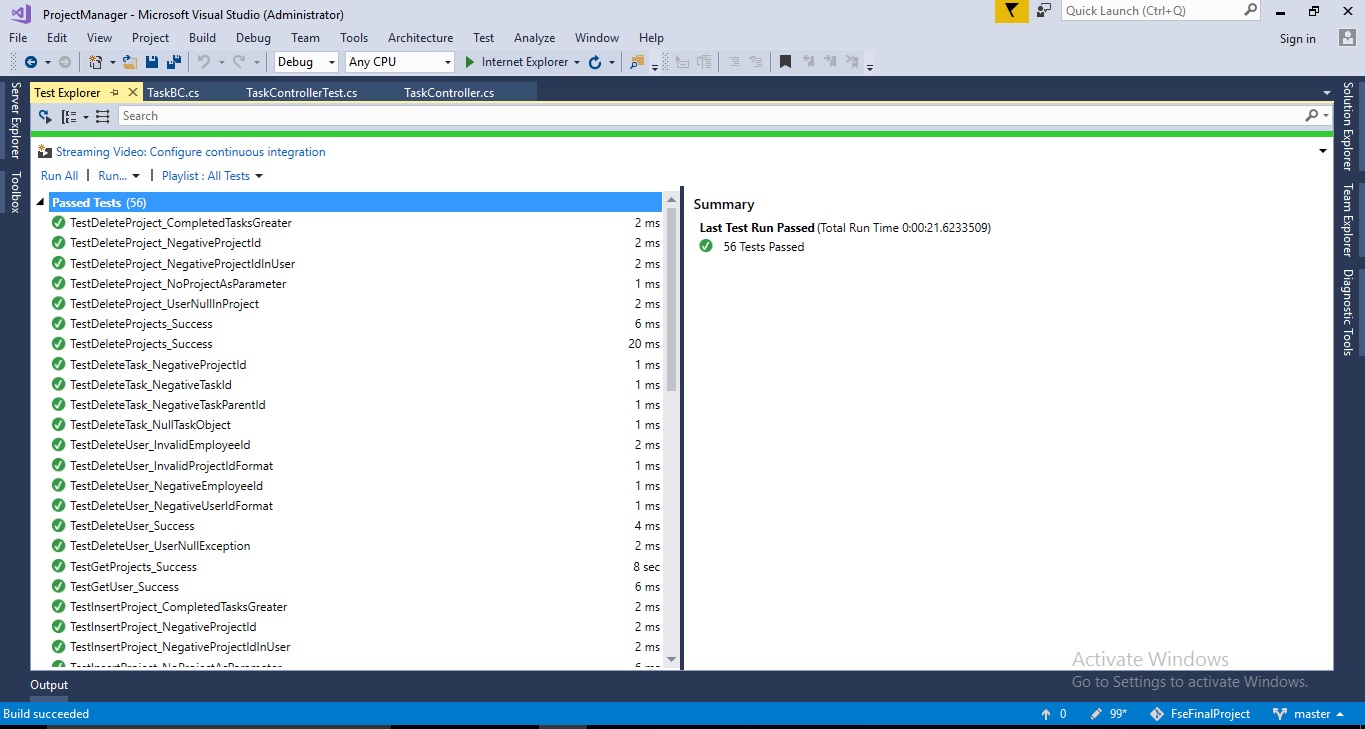 ProjectManager - Microsoft Visual Studio (Administrator)
Quick Launch (Ctrl+Q)
File Edit View Project Build Debug Team Tools Architecture Test Analyze Window Help
Sign in
Debug Any CPU Internet Explorer
Server Explorer
Toolbox
Test Explorer TaskBC.cs TaskControllerTest.cs TaskController.cs
Search
Streaming Video: Configure continuous integration
Run All | Run... | Playlist : All Tests
Passed Tests (56)
TestDeleteProject_CompletedTasksGreater 2 ms
TestDeleteProject_NegativeProjectId 2 ms
TestDeleteProject_NegativeProjectIdInUser 2 ms
TestDeleteProject_NoProjectAsParameter 1 ms
TestDeleteProject_UserNullInProject 2 ms
TestDeleteProjects_Success 6 ms
TestDeleteProjects_Success 20 ms
TestDeleteTask_NegativeProjectId 1 ms
TestDeleteTask_NegativeTaskId 1 ms
TestDeleteTask_NegativeTaskParentId 1 ms
TestDeleteTask_NullTaskObject 1 ms
TestDeleteUser_InvalidEmployeeId 2 ms
TestDeleteUser_InvalidProjectIdFormat 1 ms
TestDeleteUser_NegativeEmployeeId 1 ms
TestDeleteUser_NegativeUserIdFormat 1 ms
TestDeleteUser_Success 4 ms
TestDeleteUser_UserNullException 2 ms
TestGetProjects_Success 8 sec
TestGetUser_Success 6 ms
TestInsertProject_CompletedTasksGreater 2 ms
TestInsertProject_NegativeProjectId 2 ms
TestInsertProject_NegativeProjectIdInUser 2 ms
TestInsertProject_NoProjectAsParameter 6 ms
Summary
Last Test Run Passed (Total Run Time 0:00:21.6233509)
56 Tests Passed
Solution Explorer
Team Explorer
Diagnostic Tools
Activate Windows
Go to Settings to activate Windows.
Output
Build succeeded
0 99* FseFinalProject master